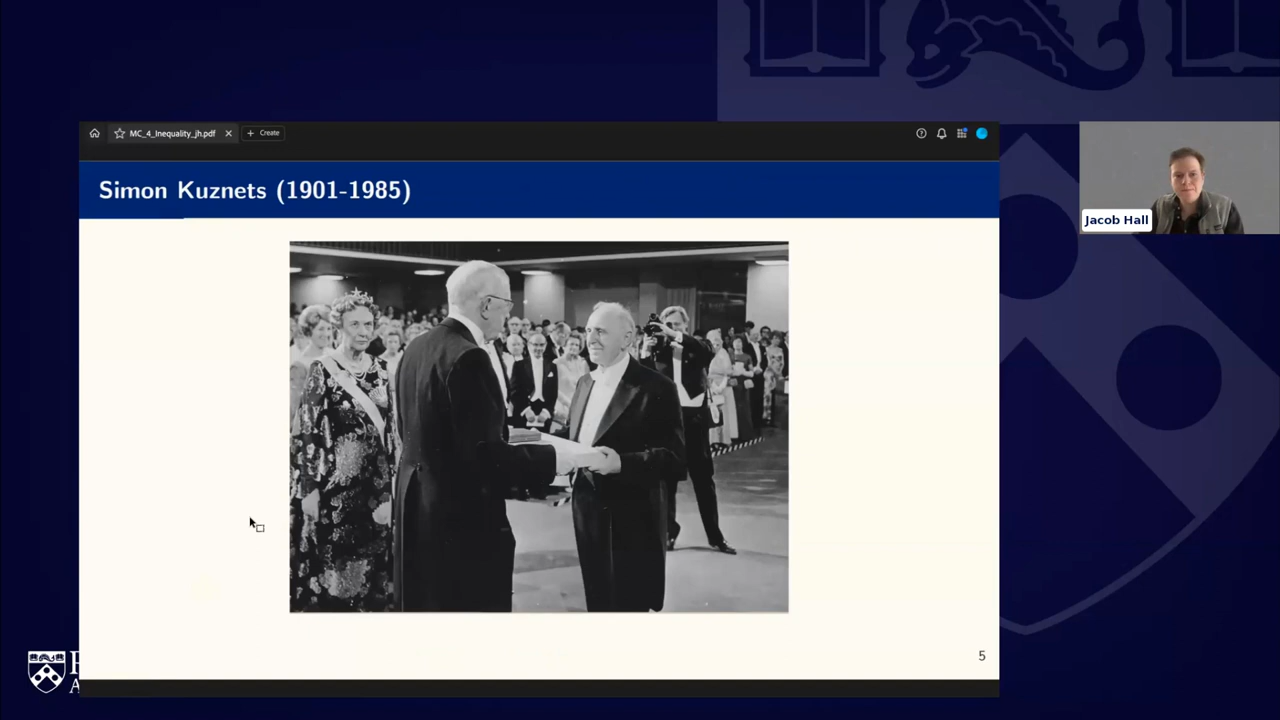 MC_4_Inequality_jh.pdf
Create
Simon Kuznets (1901-1985)
Jacob Hall
5